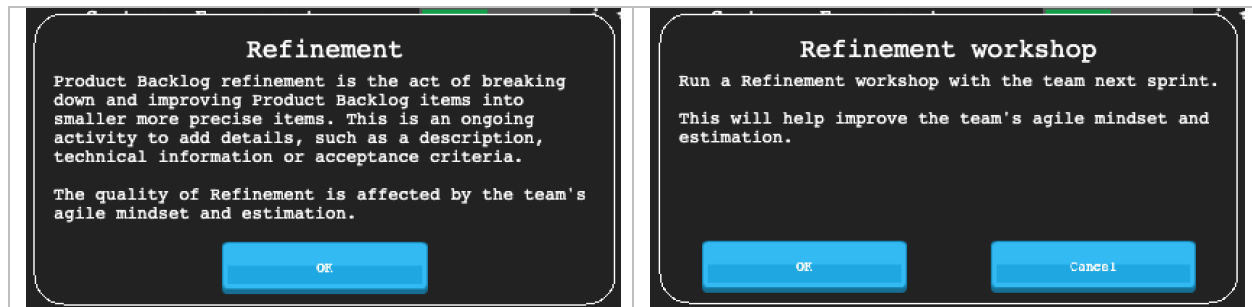 Refinement
Product Backlog refinement is the act of breaking
down and improving Product Backlog items into
smaller more precise items. This is an ongoing
activity to add details, such as a description,
technical information or acceptance criteria.
The quality of Refinement is affected by the team's
agile mindset and estimation.
OK
Refinement workshop
Run a Refinement workshop with the team next sprint.
This will help improve the team's agile mindset and
estimation.
OK
Cancel